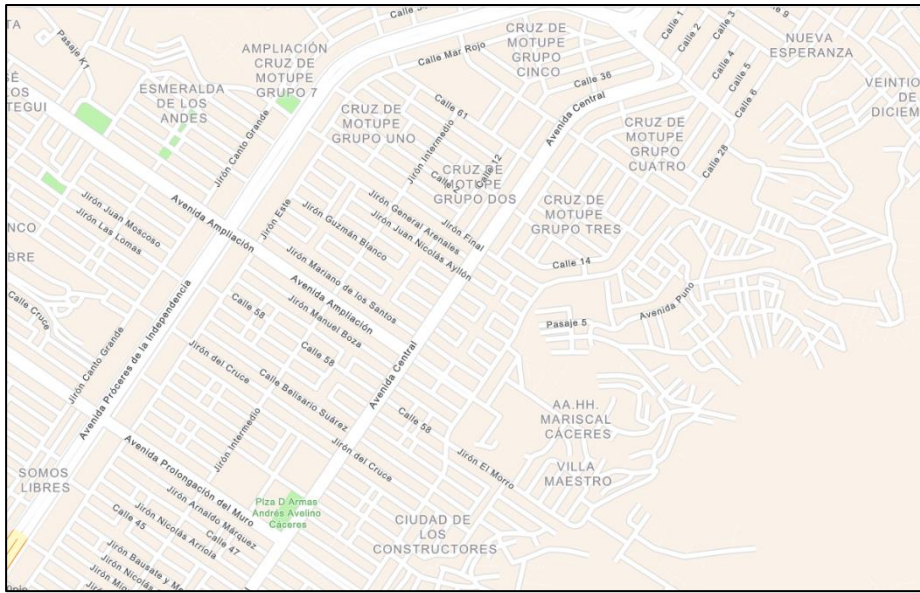 Calle 1
Calle 2
Calle 3
Calle 4
Calle 5
Calle 6
Calle 9
NUEVA
ESPERANZA
Pasaje K1
AMPLIACIÓN
CRUZ DE
MOTUPE
GRUPO 7
CRUZ DE
MOTUPE
GRUPO
CINCO
Calle Mar Rojo
Calle 36
ESMERALDA
DE LOS
ANDES
CRUZ DE
MOTUPE
GRUPO UNO
Calle 61
Avenida Central
CRUZ DE
MOTUPE
GRUPO
CUATRO
Calle 28
Jirón Canto Grande
Jirón Intermedio
CRUZ DE
MOTUPE
GRUPO DOS
Calle 2
Calle 12
CRUZ DE
MOTUPE
GRUPO TRES
Jirón Juan Moscoso
Jirón Las Lomas
Avenida Ampliación
Jirón Este
Jirón Guzmán Blanco
Jirón General Arenales
Jirón Juan Nicolás Ayllón
Jirón Final
Calle 14
Jirón Mariano de los Santos
Avenida Ampliación
Jirón Manuel Boza
Calle 58
Calle 58
Avenida Puno
Pasaje 5
Calle Cruce
Jirón Canto Grande
Avenida Próceres de la Independencia
Jirón del Cruce
Calle Belisario Suárez
Avenida Central
Calle 58
Jirón El Morro
AA.HH.
MARISCAL
CÁCERES
VILLA
MAESTRO
Jirón Intermedio
Jirón del Cruce
Avenida Prolongación del Muro
SOMOS
LIBRES
Plza D Armas
Andrés Avelino
Cáceres
CIUDAD DE
LOS
CONSTRUCTORES
Jirón Arnaldo Márquez
Jirón Nicolás Arriola
Calle 45
Calle 47